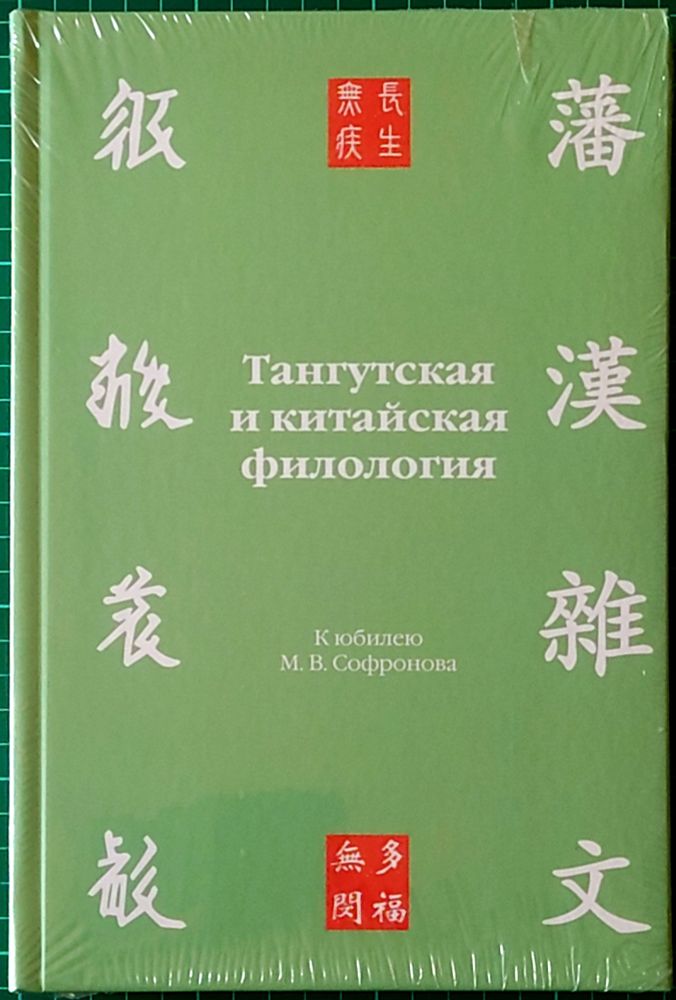 長生
無疾
藩漢雜文
Тангутская
и китайская
филология
К юбилею
М. В. Софронова
多福
無閔